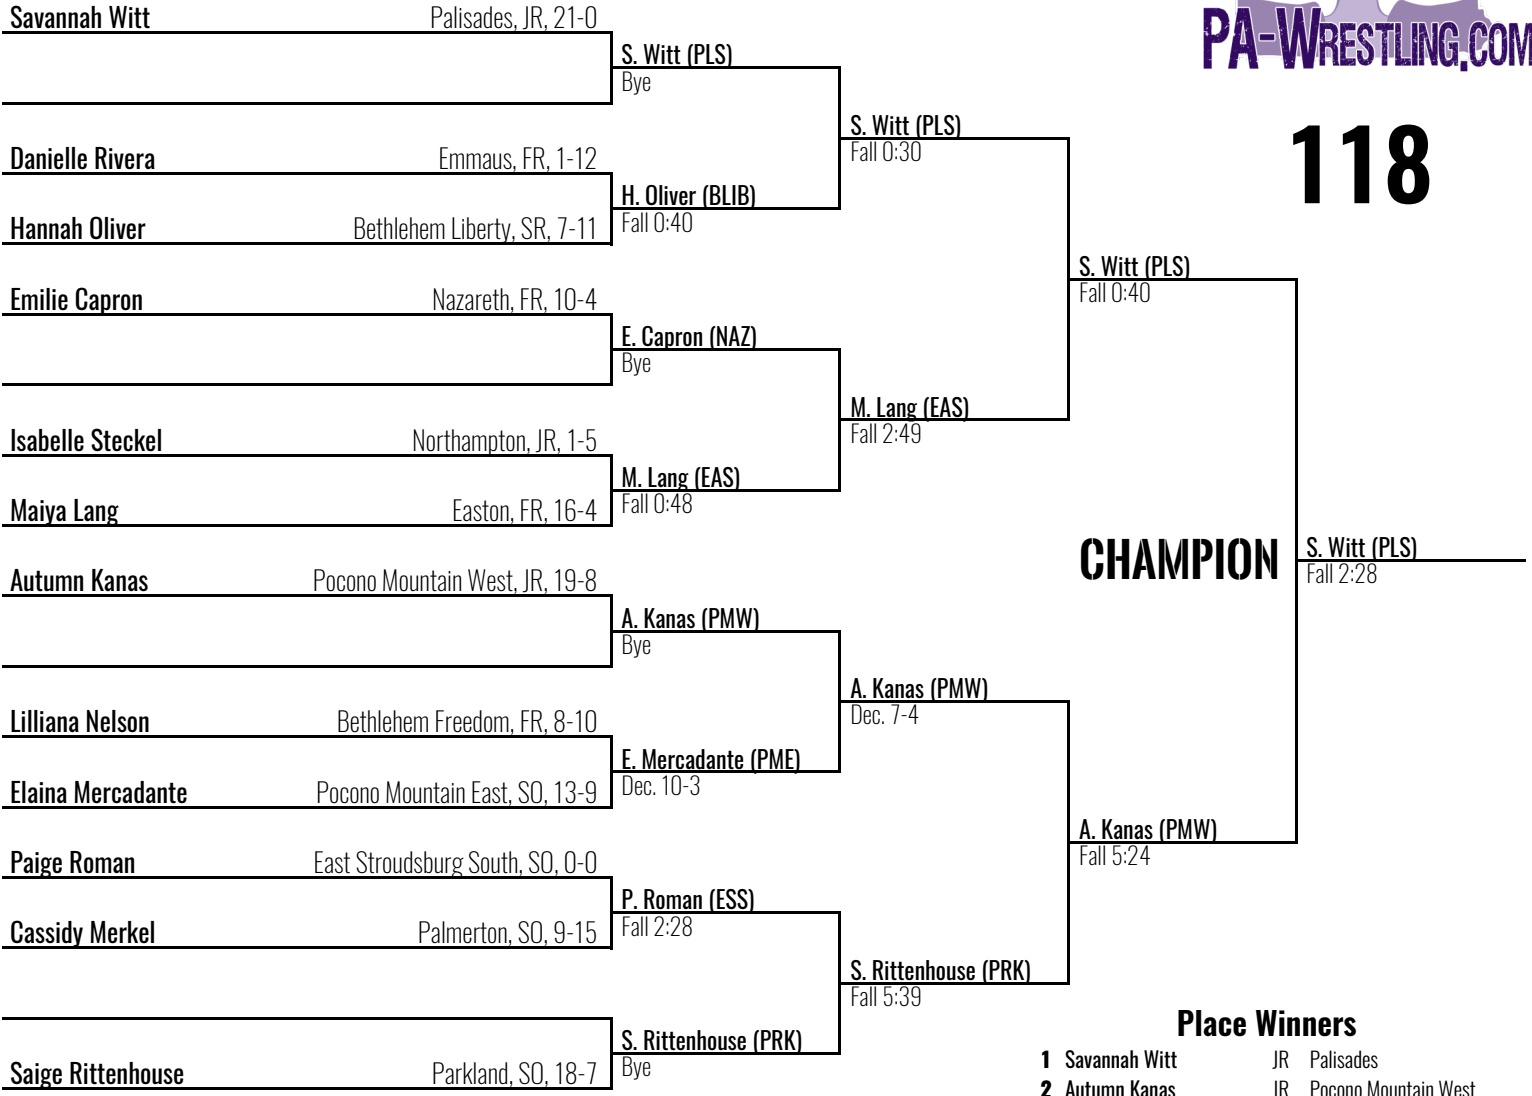 PA-WRESTLING.COM
118
Savannah Witt Palisades, JR, 21-0
S. Witt (PLS)
Bye
S. Witt (PLS)
Fall 0:30
Danielle Rivera Emmaus, FR, 1-12
H. Oliver (BLIB)
Fall 0:40
Hannah Oliver Bethlehem Liberty, SR, 7-11
S. Witt (PLS)
Fall 0:40
Emilie Capron Nazareth, FR, 10-4
E. Capron (NAZ)
Bye
M. Lang (EAS)
Fall 2:49
Isabelle Steckel Northampton, JR, 1-5
M. Lang (EAS)
Fall 0:48
Maiya Lang Easton, FR, 16-4
CHAMPION
S. Witt (PLS)
Fall 2:28
Autumn Kanas Pocono Mountain West, JR, 19-8
A. Kanas (PMW)
Bye
A. Kanas (PMW)
Dec. 7-4
Lilliana Nelson Bethlehem Freedom, FR, 8-10
E. Mercadante (PME)
Dec. 10-3
Elaina Mercadante Pocono Mountain East, SO, 13-9
A. Kanas (PMW)
Fall 5:24
Paige Roman East Stroudsburg South, SO, 0-0
P. Roman (ESS)
Fall 2:28
Cassidy Merkel Palmerton, SO, 9-15
S. Rittenhouse (PRK)
Fall 5:39
S. Rittenhouse (PRK)
Bye
Saige Rittenhouse Parkland, SO, 18-7
Place Winners
1 Savannah Witt JR Palisades
2 Autumn Kanas JR Pocono Mountain West